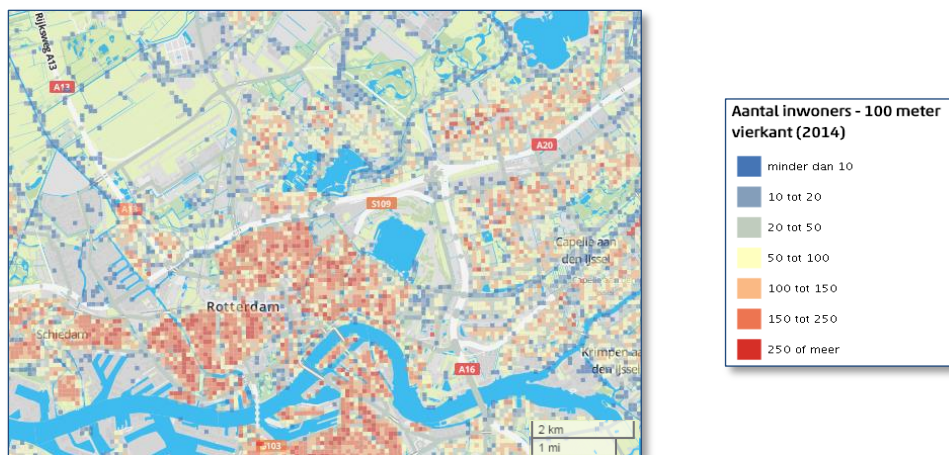 Rijksweg A13
A13
A20
A13
S109
Capelle aan
den IJssel
Rotterdam
Schiedam
Krimpen aa
den IJssel
A16
S103
2 km
1 mi
Aantal inwoners - 100 meter
vierkant (2014)
minder dan 10
10 tot 20
20 tot 50
50 tot 100
100 tot 150
150 tot 250
250 of meer